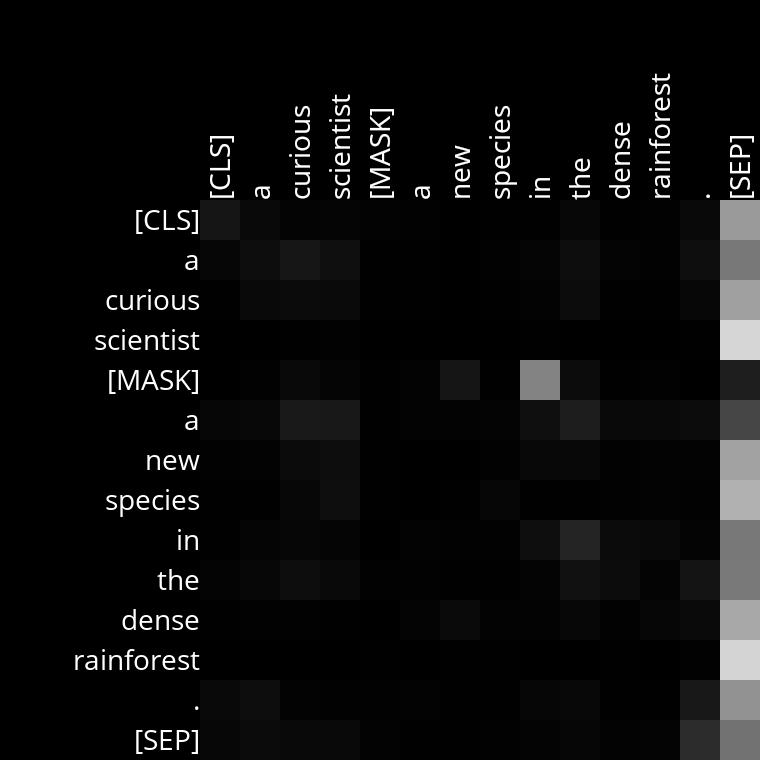 [CLS] a curious scientist [MASK] a new species in the dense rainforest . [SEP]
[CLS]
a
curious
scientist
[MASK]
a
new
species
in
the
dense
rainforest
.
[SEP]